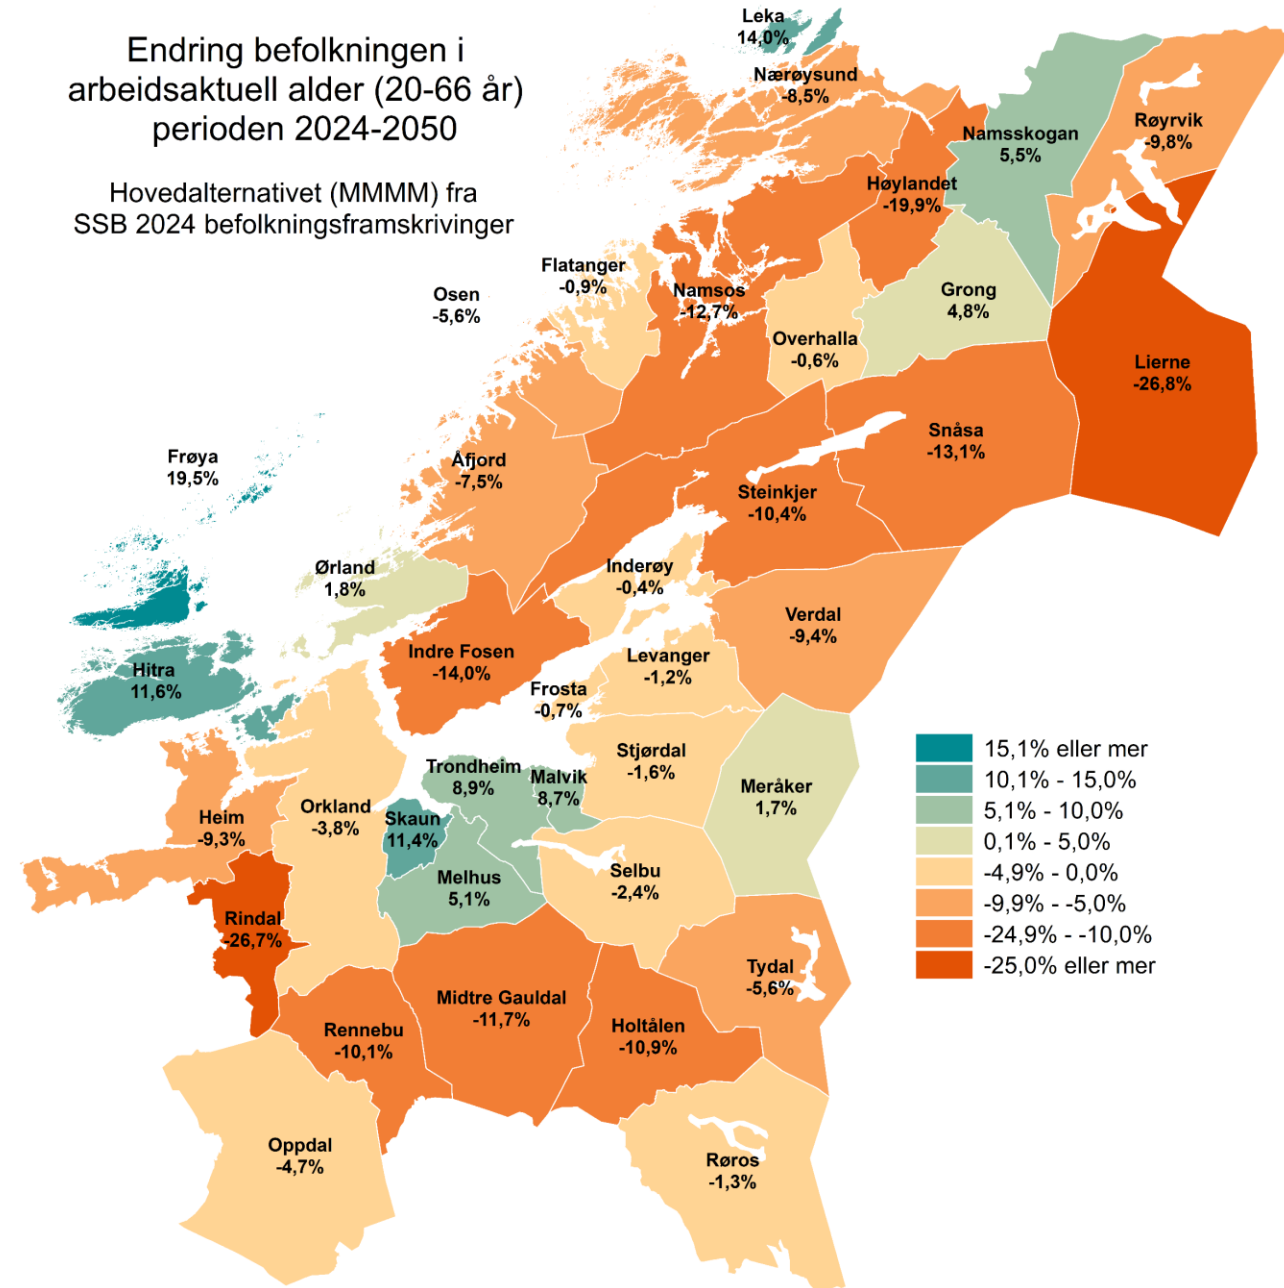 Endring befolkningen i
arbeidsaktuell alder (20-66 år)
perioden 2024-2050
Hovedalternativet (MMMM) fra
SSB 2024 befolkningsframskrivinger
Leka
14,0%
Nærøysund
-8,5%
Namsskogan
5,5%
Røyrvik
-9,8%
Høylandet
-19,9%
Flatanger
-0,9%
Osen
-5,6%
Namsos
-12,7%
Grong
4,8%
Overhalla
-0,6%
Lierne
-26,8%
Snåsa
-13,1%
Frøya
19,5%
Åfjord
-7,5%
Steinkjer
-10,4%
Ørland
1,8%
Inderøy
-0,4%
Verdal
-9,4%
Indre Fosen
-14,0%
Levanger
-1,2%
Hitra
11,6%
Frosta
-0,7%
Stjørdal
-1,6%
Trondheim
8,9%
Malvik
8,7%
Meråker
1,7%
Orkland
-3,8%
Heim
-9,3%
Skaun
11,4%
Selbu
-2,4%
Melhus
5,1%
Rindal
-26,7%
Tydal
-5,6%
Midtre Gauldal
-11,7%
Rennebu
-10,1%
Holtålen
-10,9%
Oppdal
-4,7%
Røros
-1,3%
15,1% eller mer
10,1% - 15,0%
5,1% - 10,0%
0,1% - 5,0%
-4,9% - 0,0%
-9,9% - -5,0%
-24,9% - -10,0%
-25,0% eller mer